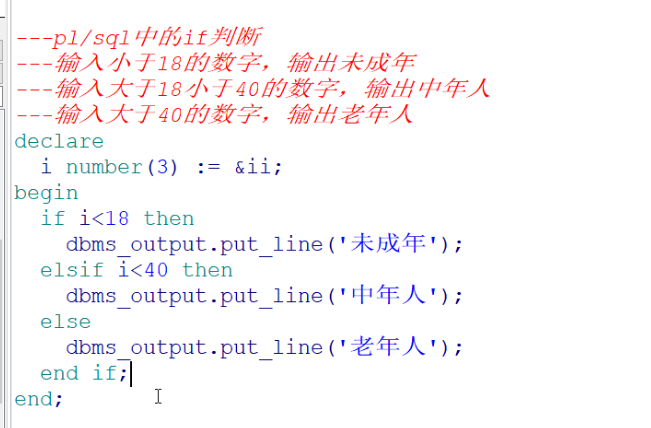 ---pl/sql中的if判断
---输入小于18的数字，输出未成年
---输入大于18小于40的数字，输出中年人
---输入大于40的数字，输出老年人
declare
  i number(3) := &ii;
begin
  if i<18 then
    dbms_output.put_line('未成年');
  elsif i<40 then
    dbms_output.put_line('中年人');
  else
    dbms_output.put_line('老年人');
  end if;
end;